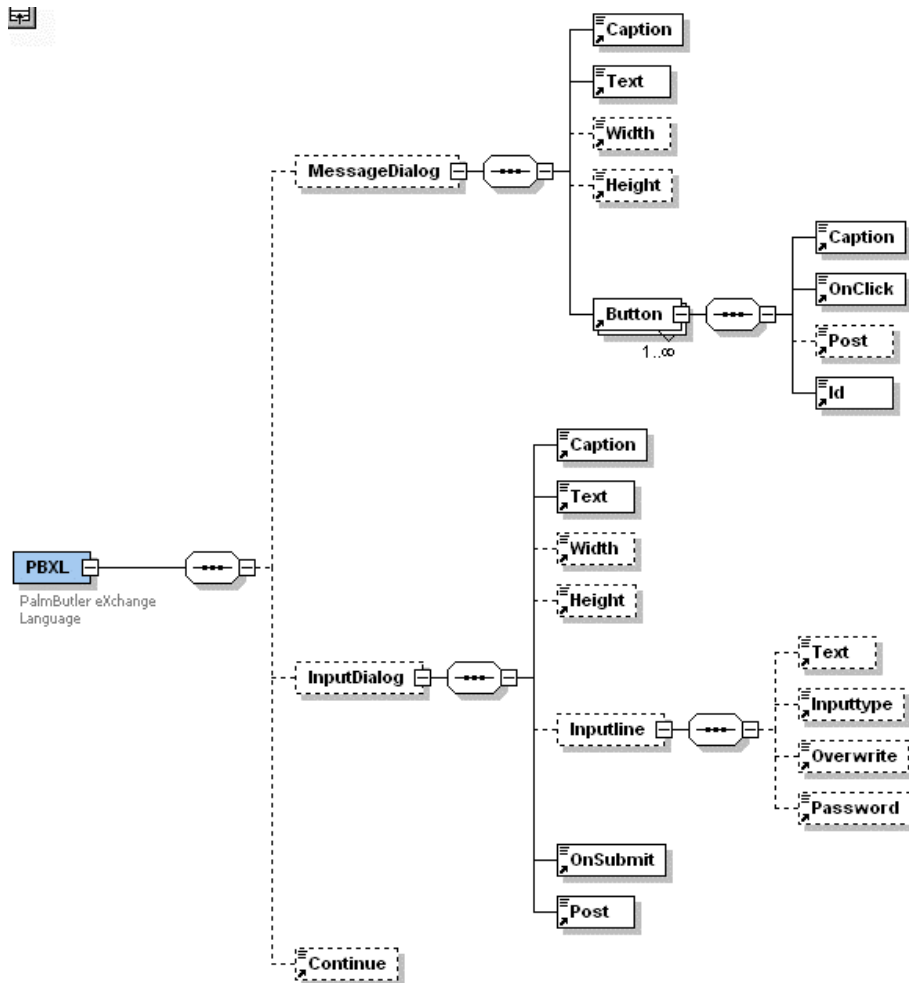 Caption
Text
Width
MessageDialog
Height
Caption
OnClick
Button
1..∞
Post
Id
Caption
Text
Width
PBXL
PalmButler eXchange
Language
Height
Text
InputDialog
Inputtype
Inputline
Overwrite
Password
OnSubmit
Post
Continue